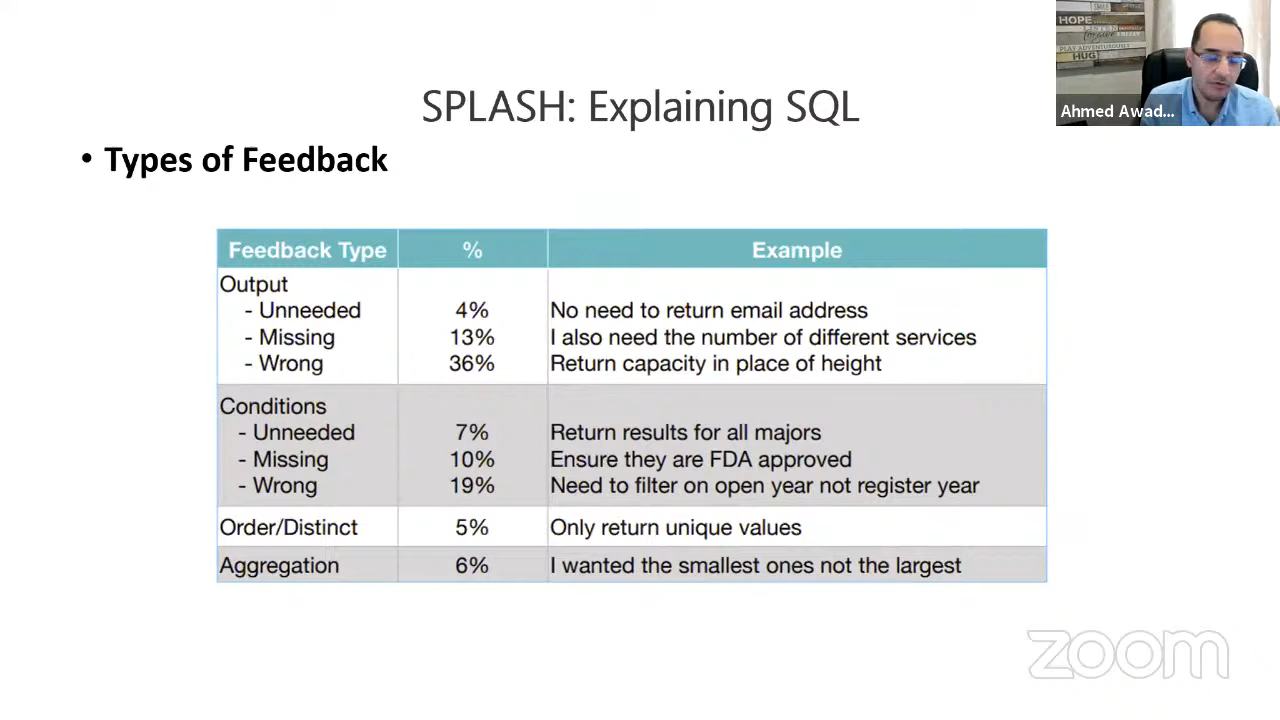 HOPE
PLAY ADVENTUROUSLY
HUG
Ahmed Awad...
SPLASH: Explaining SQL
• Types of Feedback
Feedback Type % Example
Output
- Unneeded 4% No need to return email address
- Missing 13% I also need the number of different services
- Wrong 36% Return capacity in place of height
Conditions
- Unneeded 7% Return results for all majors
- Missing 10% Ensure they are FDA approved
- Wrong 19% Need to filter on open year not register year
Order/Distinct 5% Only return unique values
Aggregation 6% I wanted the smallest ones not the largest
zoom